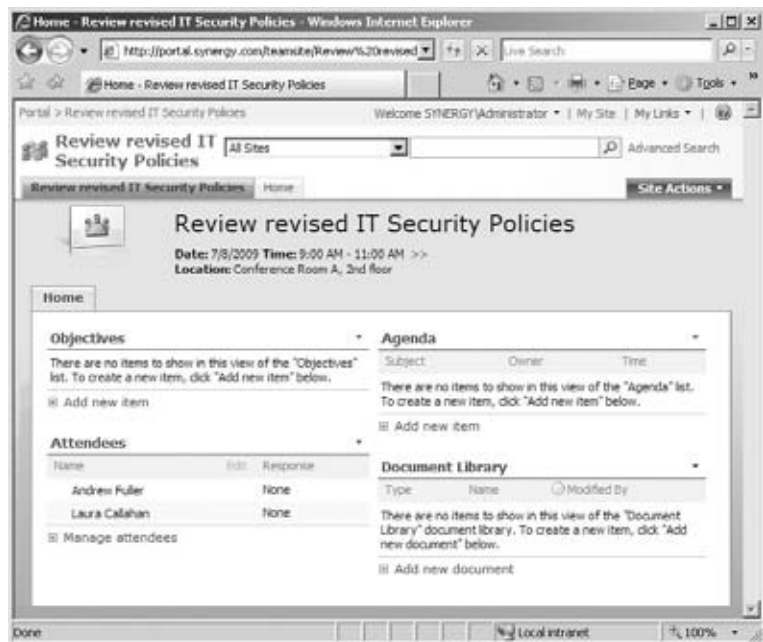 Home - Review revised IT Security Policies - Windows Internet Explorer
http://portal.synergy.com/teamsite/Review%20revised
Live Search
Home - Review revised IT Security Policies
Page
Tools
Portal > Review revised IT Security Policies
Welcome SYNERGY\Administrator | My Site | My Links |
Review revised IT
Security Policies
All Sites
Advanced Search
Review revised IT Security Policies
Home
Site Actions
Review revised IT Security Policies
Date: 7/8/2009 Time: 9:00 AM - 11:00 AM >>
Location: Conference Room A, 2nd floor
Home
Objectives
There are no items to show in this view of the "Objectives"
list. To create a new item, click "Add new item" below.
Add new item
Attendees
Name Edit Response
Andrew Fuller None
Laura Callahan None
Manage attendees
Agenda
Subject Owner Time
There are no items to show in this view of the "Agenda" list.
To create a new item, click "Add new item" below.
Add new item
Document Library
Type Name Modified By
There are no items to show in this view of the "Document
Library" document library. To create a new item, click "Add
new document" below.
Add new document
Done
Local intranet
100%